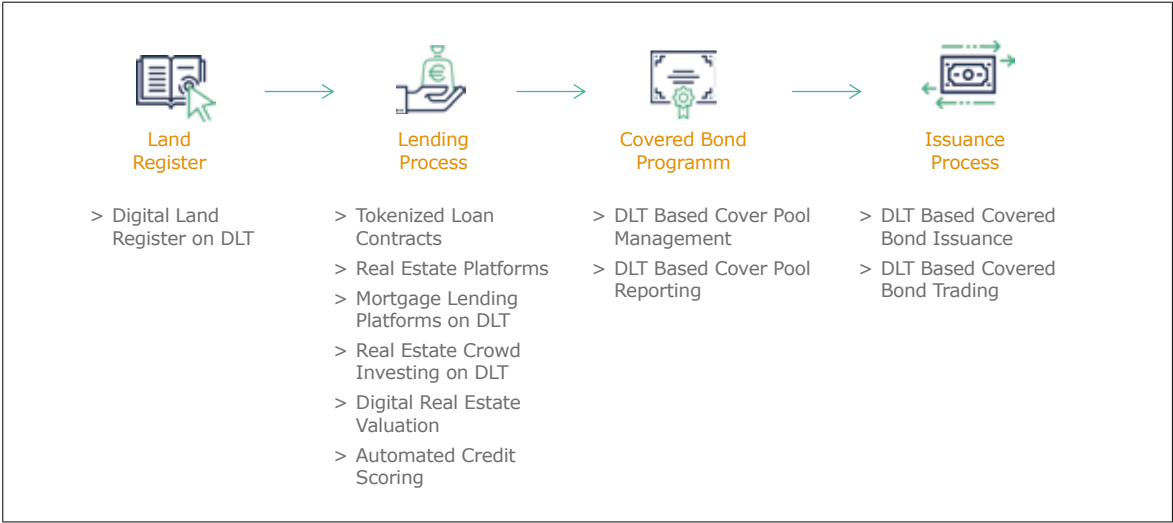 Land
Register
Lending
Process
Covered Bond
Programm
Issuance
Process
> Digital Land
Register on DLT
> Tokenized Loan
Contracts
> Real Estate Platforms
> Mortgage Lending
Platforms on DLT
> Real Estate Crowd
Investing on DLT
> Digital Real Estate
Valuation
> Automated Credit
Scoring
> DLT Based Cover Pool
Management
> DLT Based Cover Pool
Reporting
> DLT Based Covered
Bond Issuance
> DLT Based Covered
Bond Trading